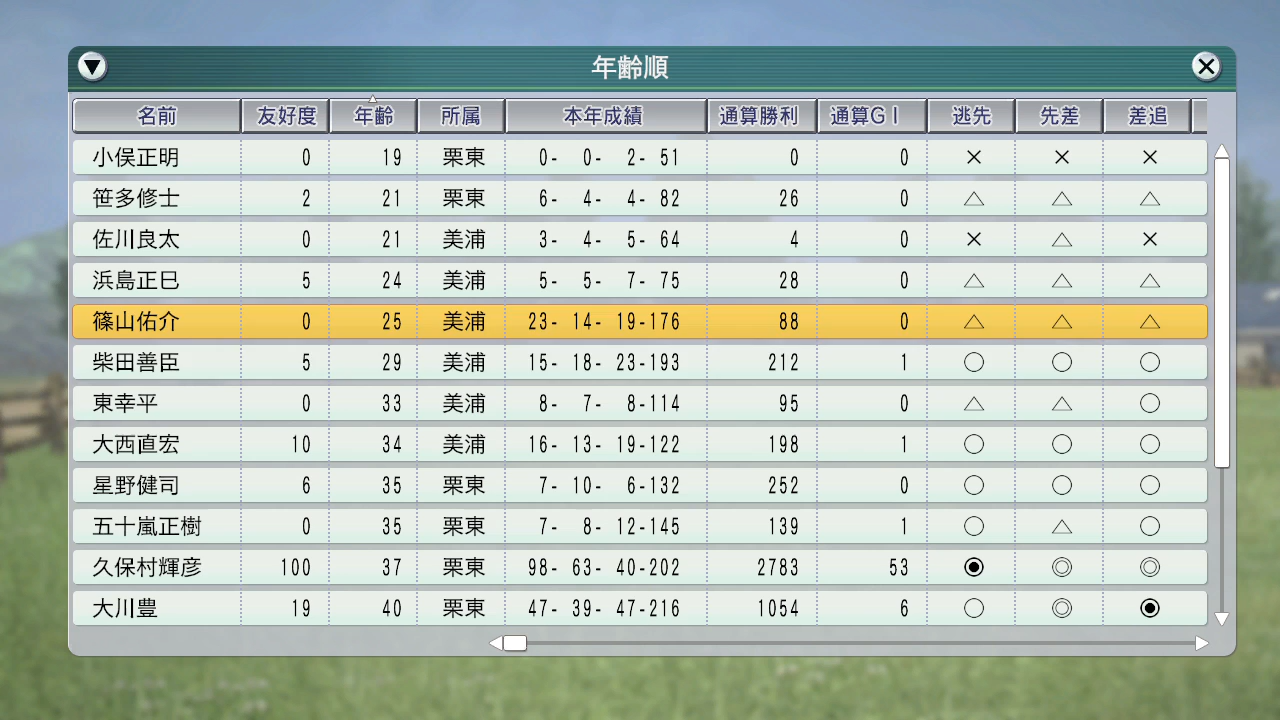 年齢順
名前 友好度 年齢 所属 本年成績 通算勝利 通算GⅠ 逃先 先差 差追
小俣正明 0 19 栗東 0- 0- 2- 51 0 0 × × ×
笹多修士 2 21 栗東 6- 4- 4- 82 26 0 △ △ △
佐川良太 0 21 美浦 3- 4- 5- 64 4 0 × △ ×
浜島正巳 5 24 美浦 5- 5- 7- 75 28 0 △ △ △
篠山佑介 0 25 美浦 23- 14- 19-176 88 0 △ △ △
柴田善臣 5 29 美浦 15- 18- 23-193 212 1 ○ ○ ○
東幸平 0 33 美浦 8- 7- 8-114 95 0 △ △ ○
大西直宏 10 34 美浦 16- 13- 19-122 198 1 ○ ○ ○
星野健司 6 35 栗東 7- 10- 6-132 252 0 ○ ○ ○
五十嵐正樹 0 35 栗東 7- 8- 12-145 139 1 ○ △ ○
久保村輝彦 100 37 栗東 98- 63- 40-202 2783 53 ◉ ◎ ◎
大川豊 19 40 栗東 47- 39- 47-216 1054 6 ○ ◎ ◉